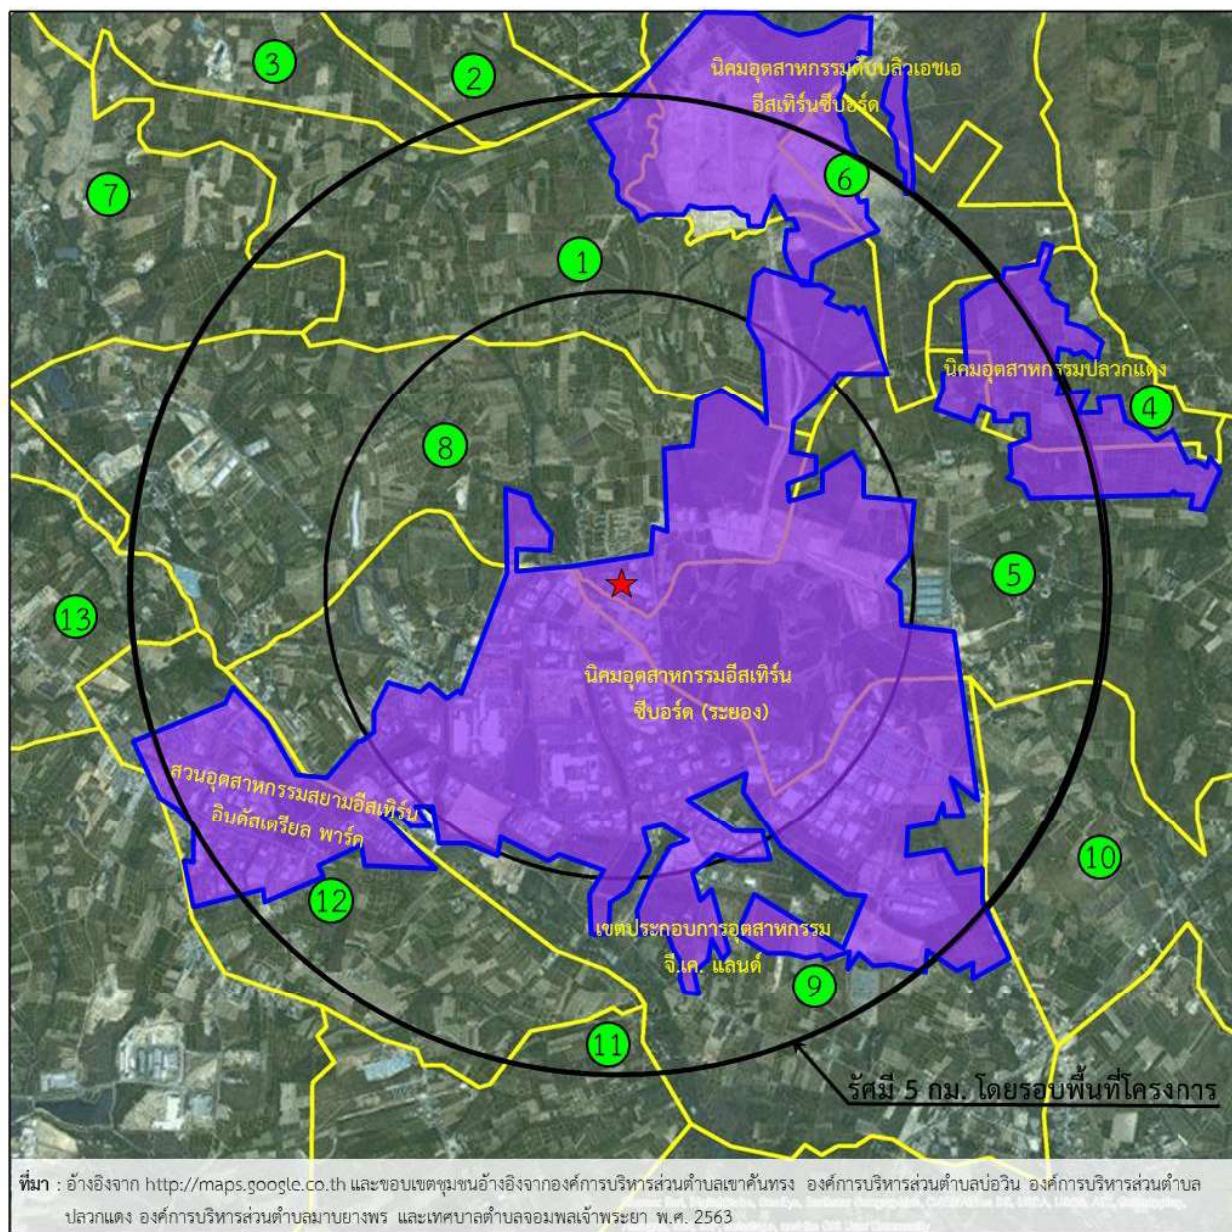 3
2
นิคมอุตสาหกรรมดับบลิวเอชเอ
อีสเทิร์นซีบอร์ด
7
6
1
นิคมอุตสาหกรรมปลวกแดง
4
8
5
13
นิคมอุตสาหกรรมอีสเทิร์น
ซีบอร์ด (ระยอง)
สวนอุตสาหกรรมสยามอีสเทิร์น
อินดัสเตรียล พาร์ค
10
12
เขตประกอบการอุตสาหกรรม
จี.เค. แลนด์
9
11
รัศมี 5 กม. โดยรอบพื้นที่โครงการ
ที่มา : อ้างอิงจาก http://maps.google.co.th และขอบเขตชุมชนอ้างอิงจากองค์การบริหารส่วนตำบลเขาคันทรง องค์การบริหารส่วนตำบลบ่อวิน องค์การบริหารส่วนตำบล
ปลวกแดง องค์การบริหารส่วนตำบลมาบยางพร และเทศบาลตำบลจอมพลเจ้าพระยา พ.ศ. 2563